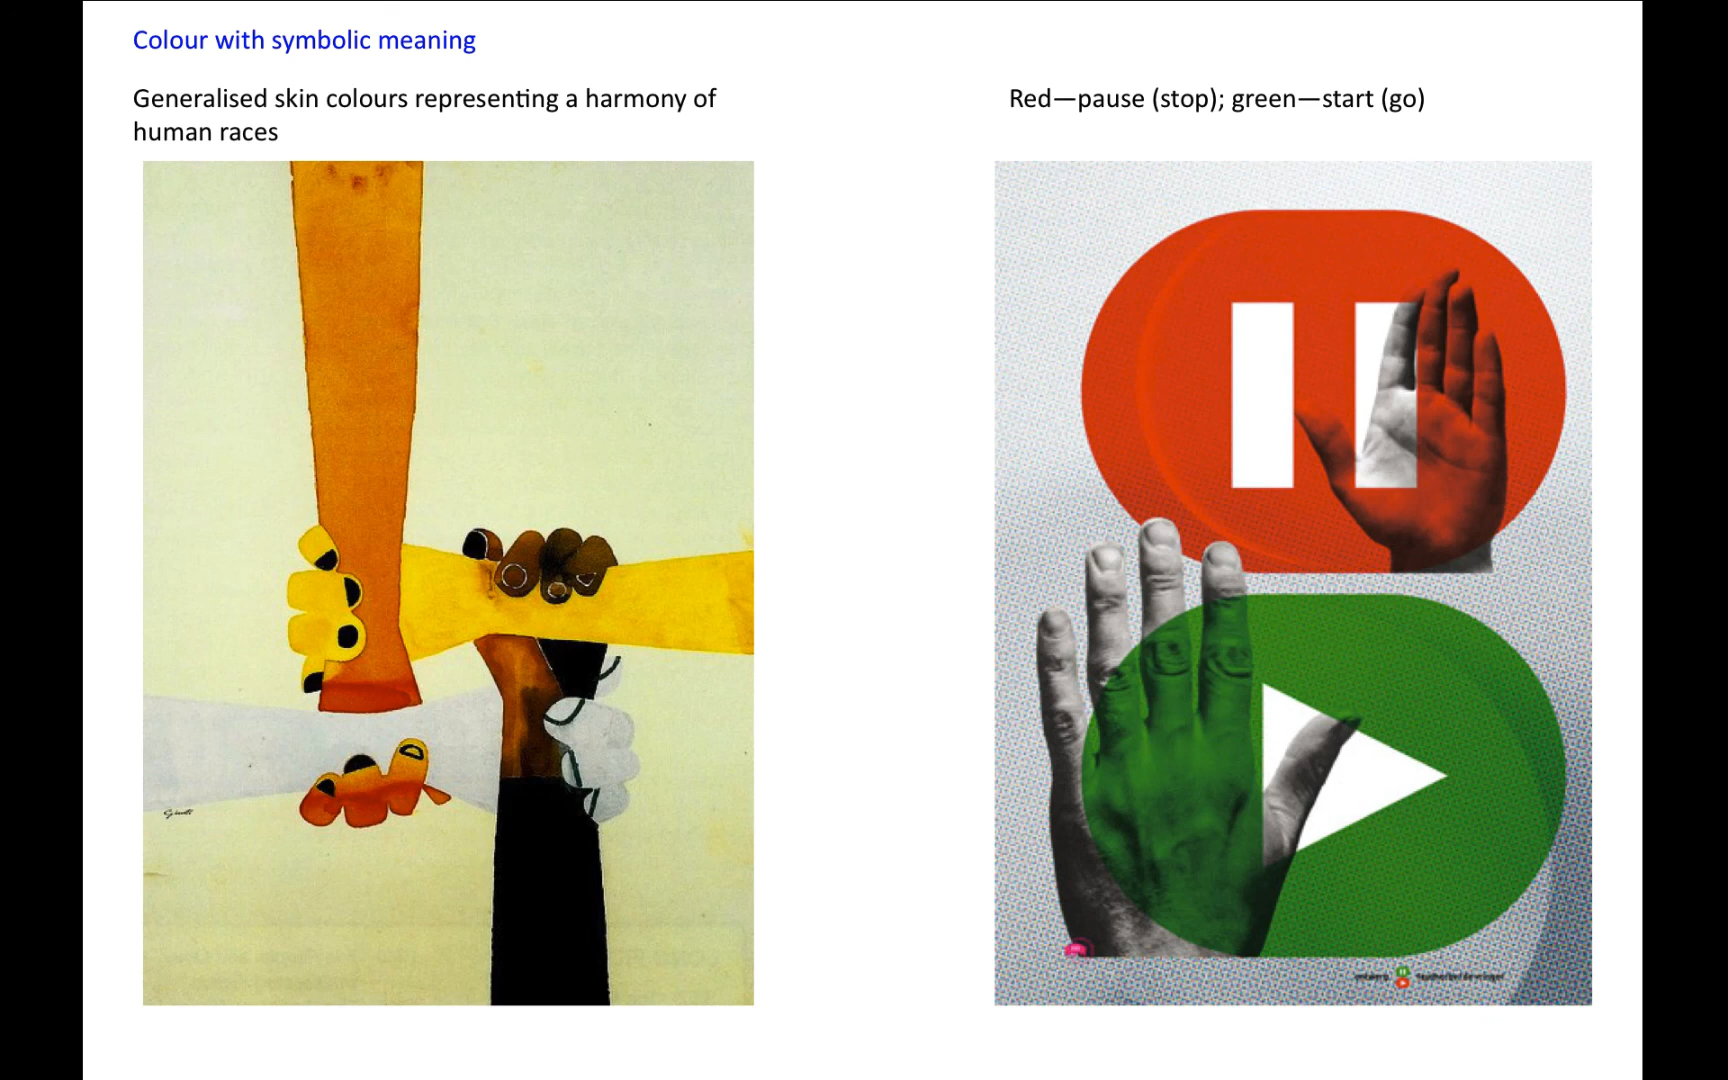 Colour with symbolic meaning
Generalised skin colours representing a harmony of
human races
Red—pause (stop); green—start (go)